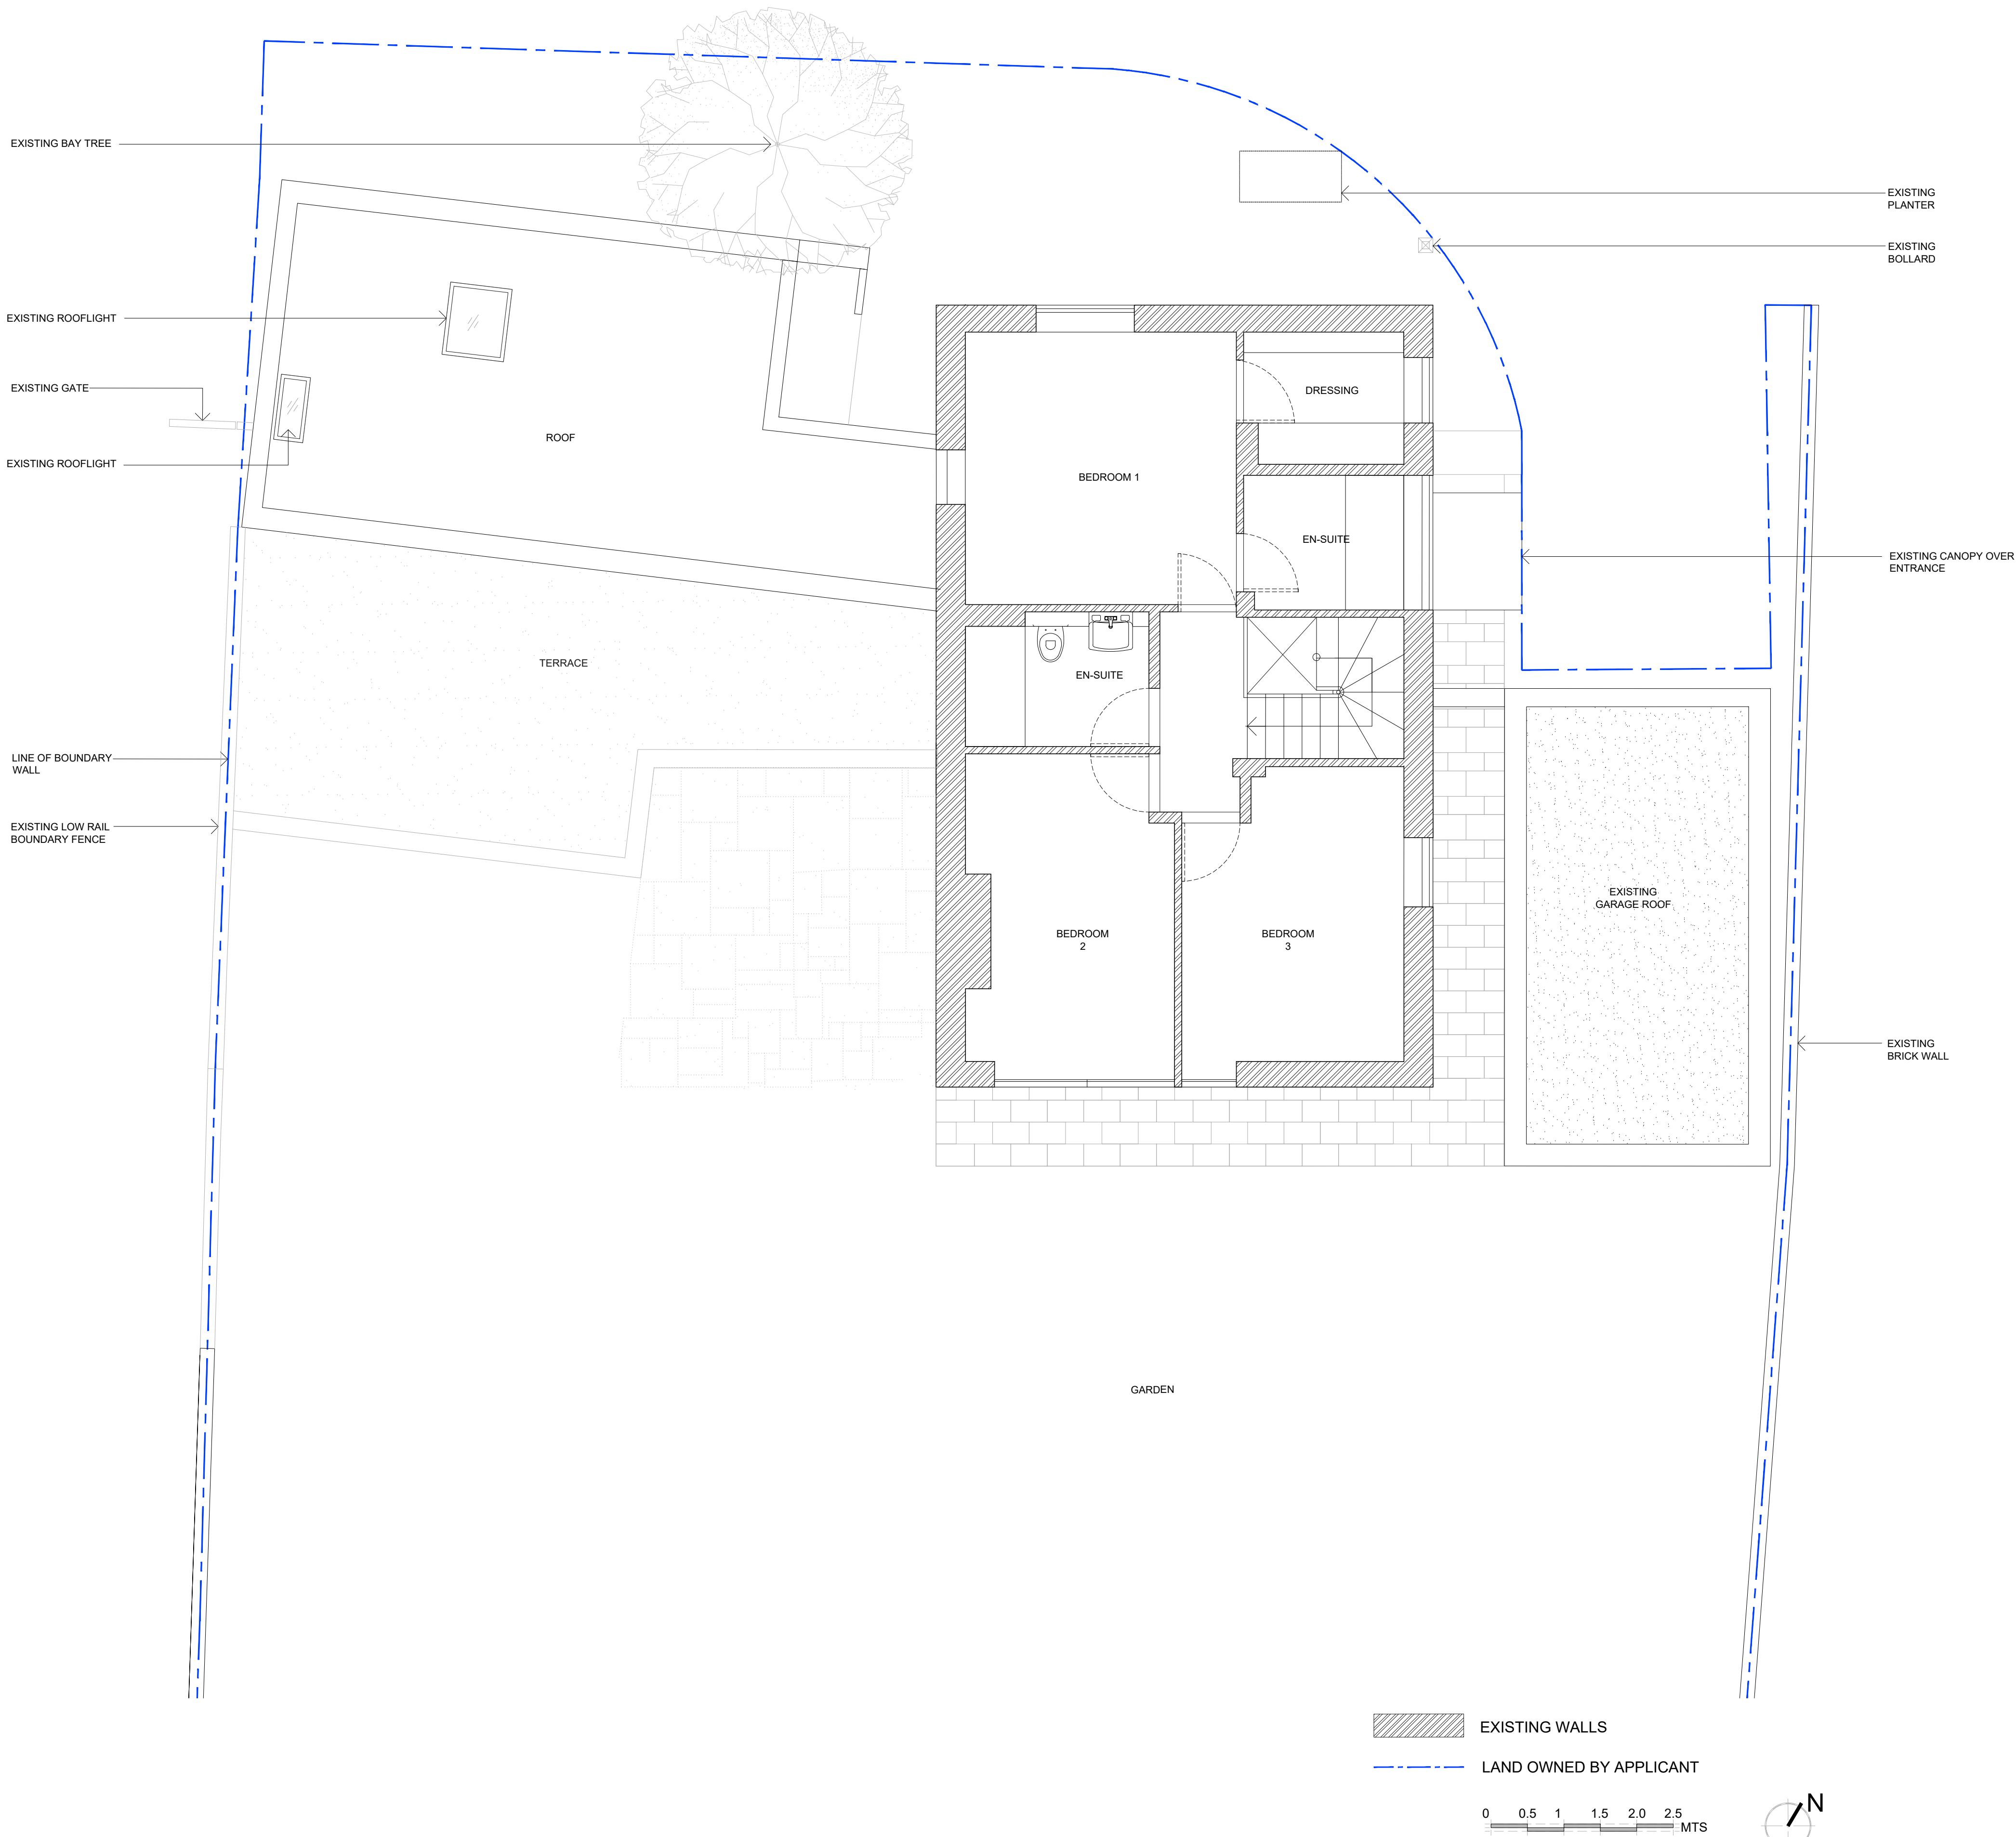 EXISTING BAY TREE
EXISTING
PLANTER
EXISTING
BOLLARD
EXISTING ROOFLIGHT
EXISTING GATE
DRESSING
ROOF
EXISTING ROOFLIGHT
BEDROOM 1
EN-SUITE
EXISTING CANOPY OVER
ENTRANCE
TERRACE
EN-SUITE
LINE OF BOUNDARY
WALL
EXISTING LOW RAIL
BOUNDARY FENCE
EXISTING
GARAGE ROOF
BEDROOM
2
BEDROOM
3
EXISTING
BRICK WALL
GARDEN
EXISTING WALLS
LAND OWNED BY APPLICANT
0 0.5 1 1.5 2.0 2.5
MTS
N